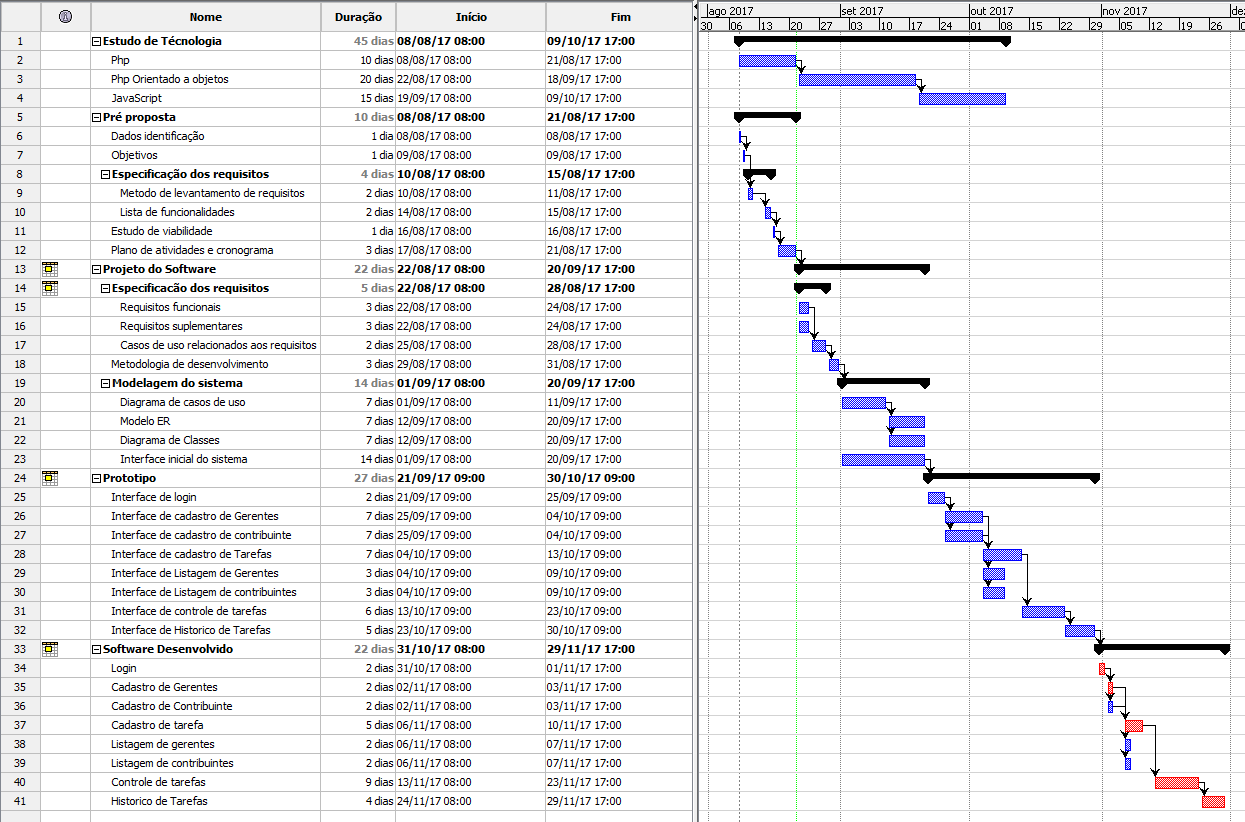 Nome Duração Início Fim
ago 2017 set 2017 out 2017 nov 2017 de
30 06 13 20 27 03 10 17 24 01 08 15 22 29 05 12 19 26 0
1 Estudo de Técnologia 45 dias 08/08/17 08:00 09/10/17 17:00
2 Php 10 dias 08/08/17 08:00 21/08/17 17:00
3 Php Orientado a objetos 20 dias 22/08/17 08:00 18/09/17 17:00
4 JavaScript 15 dias 19/09/17 08:00 09/10/17 17:00
5 Pré proposta 10 dias 08/08/17 08:00 21/08/17 17:00
6 Dados identificação 1 dia 08/08/17 08:00 08/08/17 17:00
7 Objetivos 1 dia 09/08/17 08:00 09/08/17 17:00
8 Especificação dos requisitos 4 dias 10/08/17 08:00 15/08/17 17:00
9 Metodo de levantamento de requisitos 2 dias 10/08/17 08:00 11/08/17 17:00
10 Lista de funcionalidades 2 dias 14/08/17 08:00 15/08/17 17:00
11 Estudo de viabilidade 1 dia 16/08/17 08:00 16/08/17 17:00
12 Plano de atividades e cronograma 3 dias 17/08/17 08:00 21/08/17 17:00
13 Projeto do Software 22 dias 22/08/17 08:00 20/09/17 17:00
14 Especificacão dos requisitos 5 dias 22/08/17 08:00 28/08/17 17:00
15 Requisitos funcionais 3 dias 22/08/17 08:00 24/08/17 17:00
16 Requisitos suplementares 3 dias 22/08/17 08:00 24/08/17 17:00
17 Casos de uso relacionados aos requisitos 2 dias 25/08/17 08:00 28/08/17 17:00
18 Metodologia de desenvolvimento 3 dias 29/08/17 08:00 31/08/17 17:00
19 Modelagem do sistema 14 dias 01/09/17 08:00 20/09/17 17:00
20 Diagrama de casos de uso 7 dias 01/09/17 08:00 11/09/17 17:00
21 Modelo ER 7 dias 12/09/17 08:00 20/09/17 17:00
22 Diagrama de Classes 7 dias 12/09/17 08:00 20/09/17 17:00
23 Interface inicial do sistema 14 dias 01/09/17 08:00 20/09/17 17:00
24 Prototipo 27 dias 21/09/17 09:00 30/10/17 09:00
25 Interface de login 2 dias 21/09/17 09:00 25/09/17 09:00
26 Interface de cadastro de Gerentes 7 dias 25/09/17 09:00 04/10/17 09:00
27 Interface de cadastro de contribuinte 7 dias 25/09/17 09:00 04/10/17 09:00
28 Interface de cadastro de Tarefas 7 dias 04/10/17 09:00 13/10/17 09:00
29 Interface de Listagem de Gerentes 3 dias 04/10/17 09:00 09/10/17 09:00
30 Interface de Listagem de contribuintes 3 dias 04/10/17 09:00 09/10/17 09:00
31 Interface de controle de tarefas 6 dias 13/10/17 09:00 23/10/17 09:00
32 Interface de Historico de Tarefas 5 dias 23/10/17 09:00 30/10/17 09:00
33 Software Desenvolvido 22 dias 31/10/17 08:00 29/11/17 17:00
34 Login 2 dias 31/10/17 08:00 01/11/17 17:00
35 Cadastro de Gerentes 2 dias 02/11/17 08:00 03/11/17 17:00
36 Cadastro de Contribuinte 2 dias 02/11/17 08:00 03/11/17 17:00
37 Cadastro de tarefa 5 dias 06/11/17 08:00 10/11/17 17:00
38 Listagem de gerentes 2 dias 06/11/17 08:00 07/11/17 17:00
39 Listagem de contribuintes 2 dias 06/11/17 08:00 07/11/17 17:00
40 Controle de tarefas 9 dias 13/11/17 08:00 23/11/17 17:00
41 Historico de Tarefas 4 dias 24/11/17 08:00 29/11/17 17:00